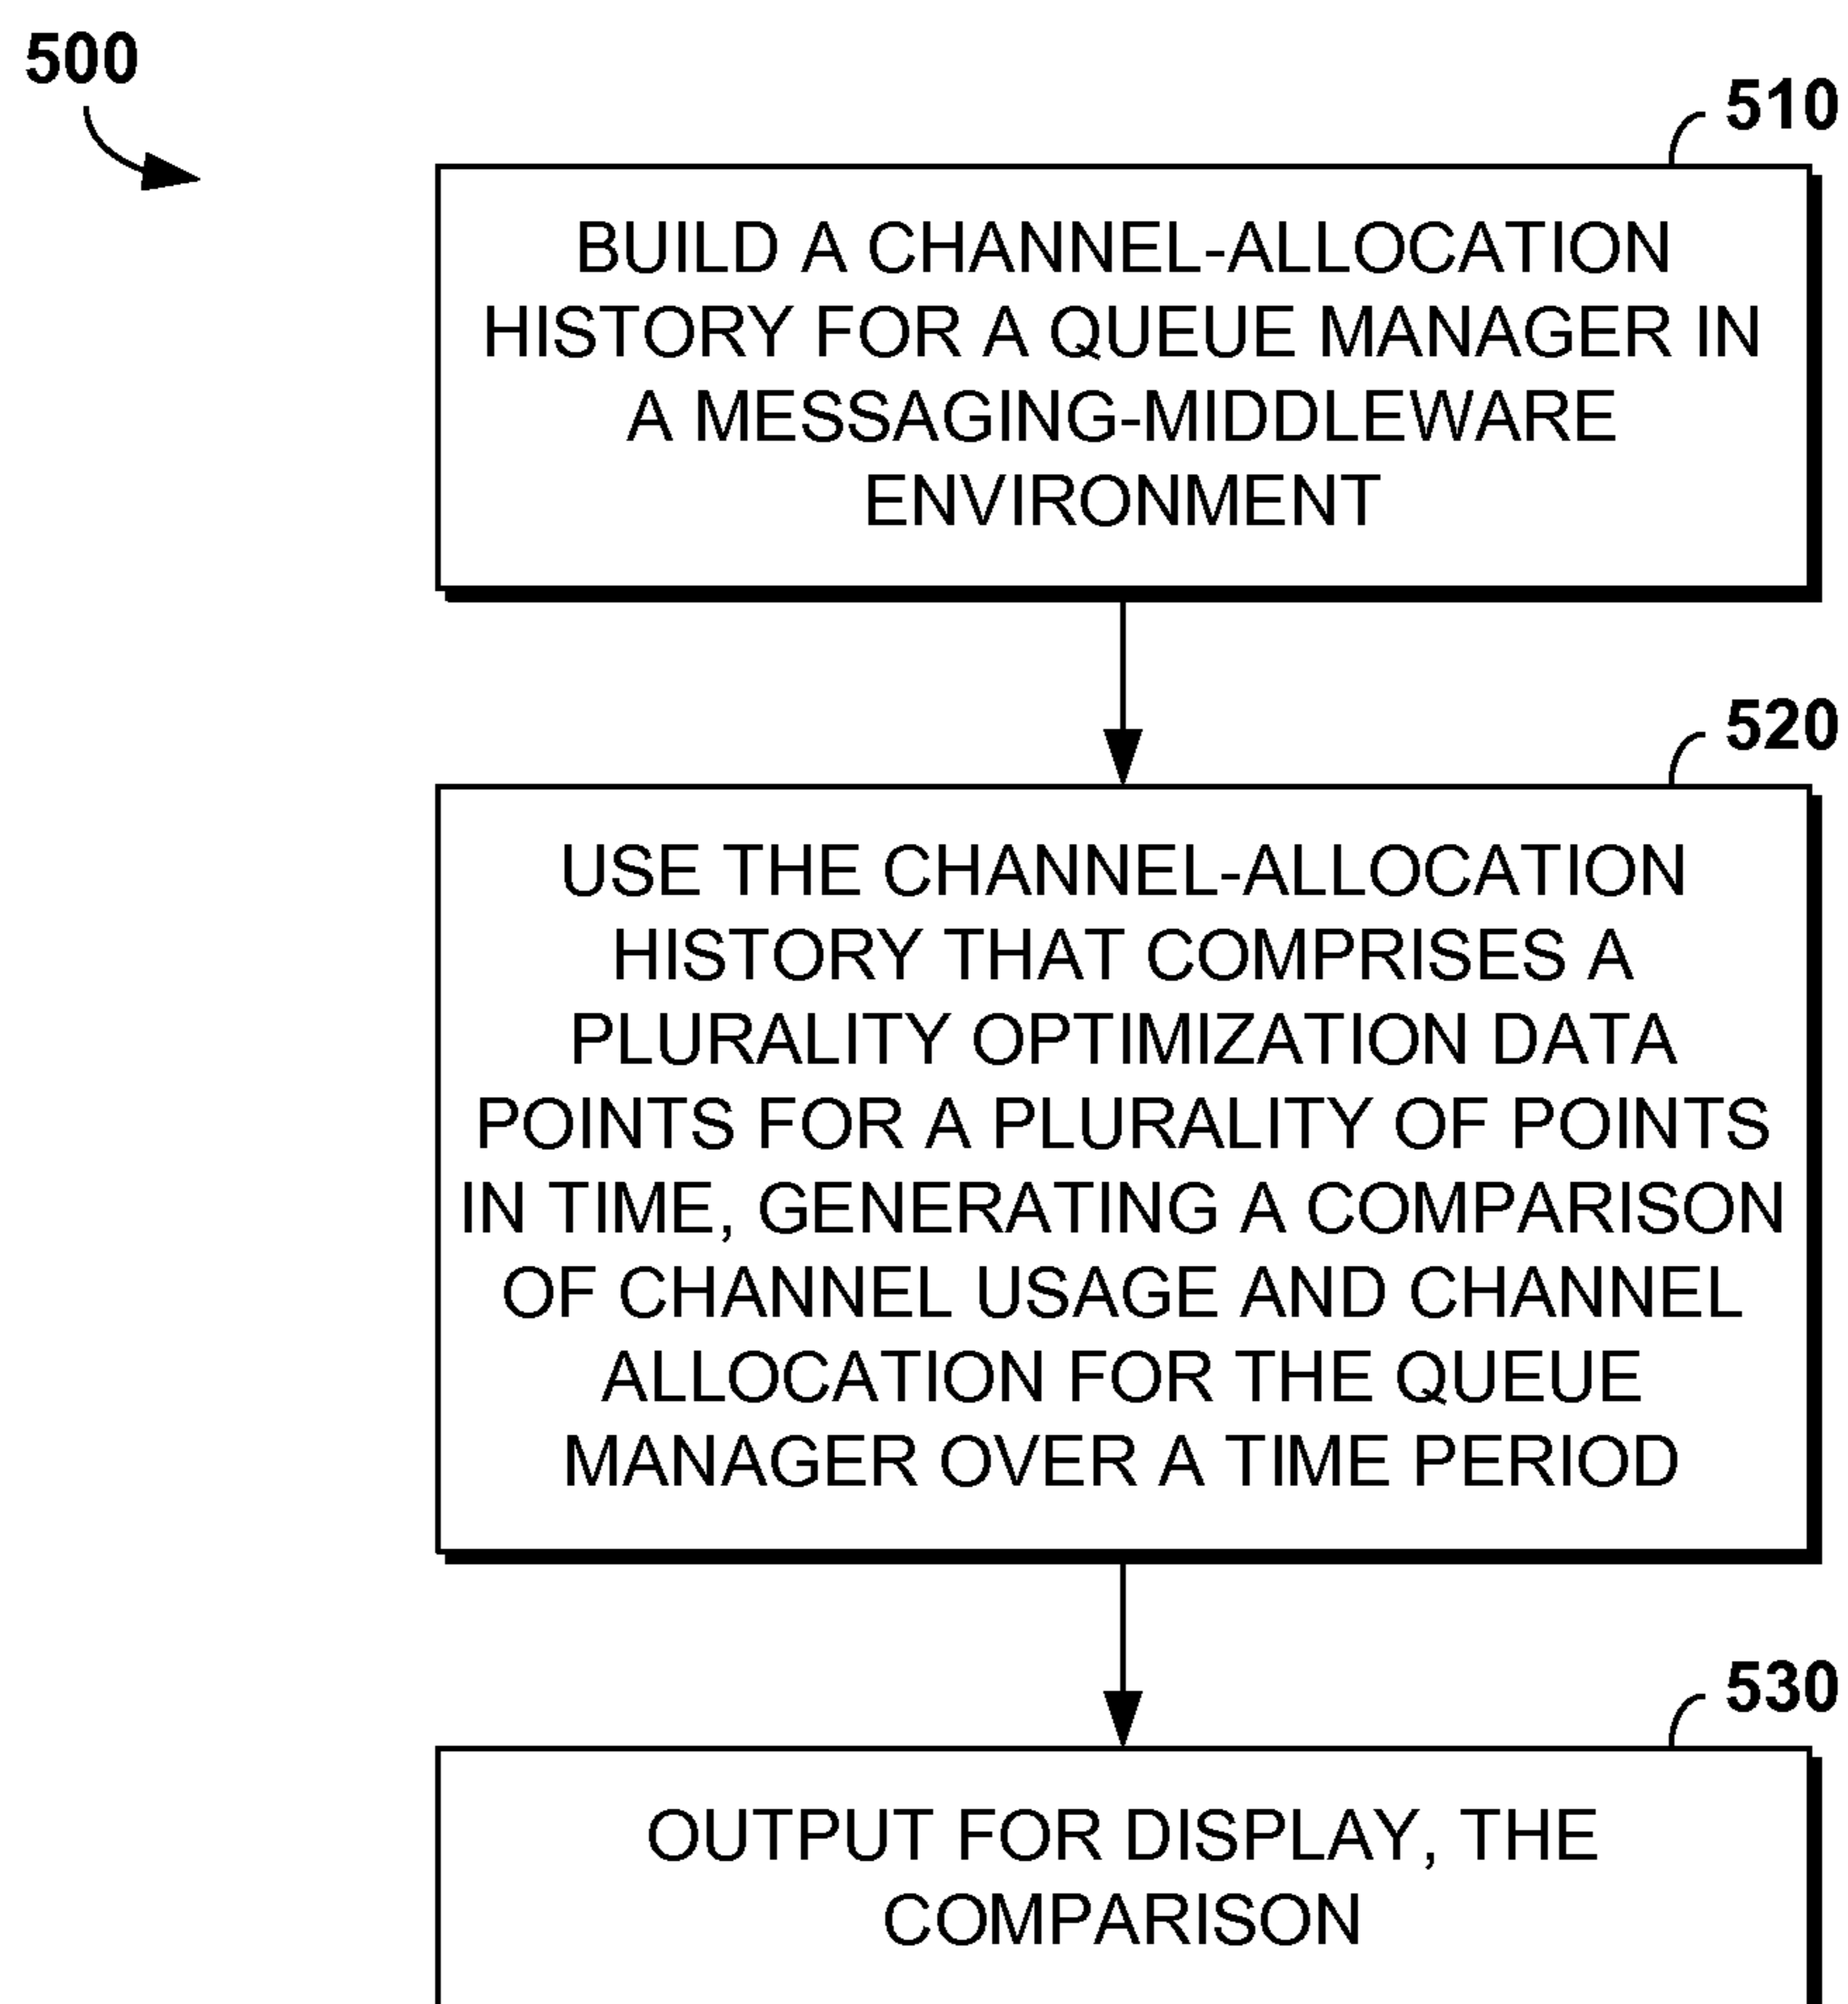 500
510
BUILD A CHANNEL-ALLOCATION
HISTORY FOR A QUEUE MANAGER IN
A MESSAGING-MIDDLEWARE
ENVIRONMENT
520
USE THE CHANNEL-ALLOCATION
HISTORY THAT COMPRISES A
PLURALITY OPTIMIZATION DATA
POINTS FOR A PLURALITY OF POINTS
IN TIME, GENERATING A COMPARISON
OF CHANNEL USAGE AND CHANNEL
ALLOCATION FOR THE QUEUE
MANAGER OVER A TIME PERIOD
530
OUTPUT FOR DISPLAY, THE
COMPARISON